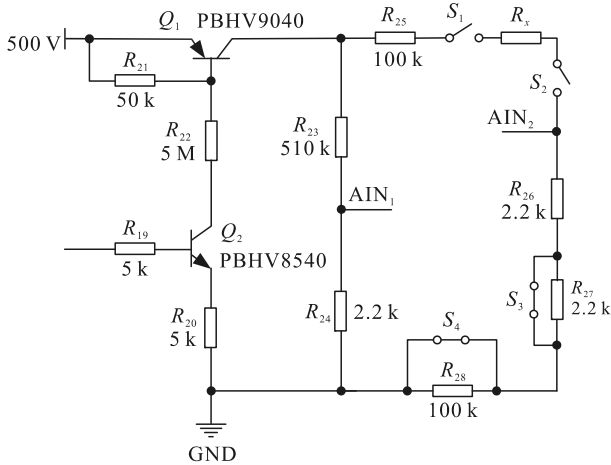 Q₁ PBHV9040
500 V
R₂₁
50 k
R₂₂
5 M
R₁₉
5 k
Q₂
PBHV8540
R₂₀
5 k
GND
R₂₃
510 k
AIN₁
R₂₄ 2.2 k
R₂₅
100 k
S₁
Rₓ
S₂
AIN₂
R₂₆
2.2 k
S₃
R₂₇
2.2 k
S₄
R₂₈
100 k